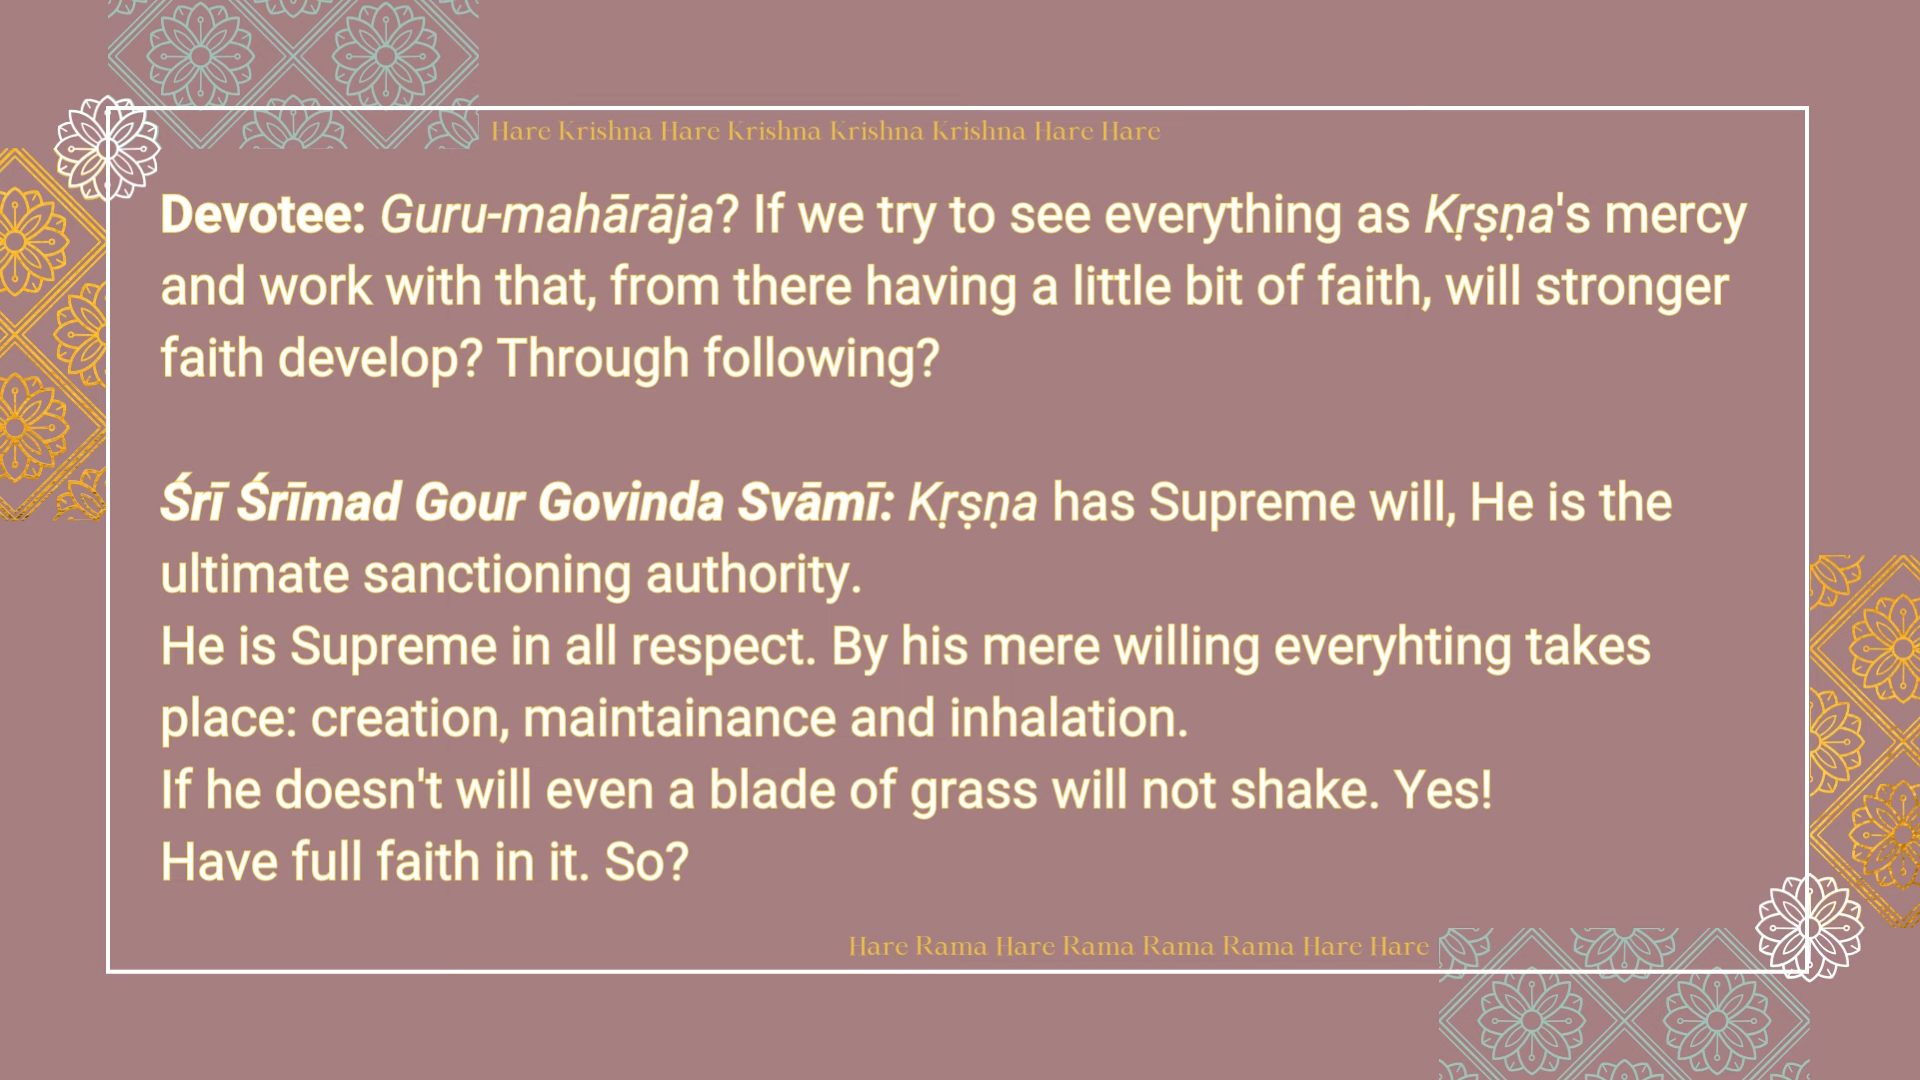 Hare Krishna Hare Krishna Krishna Krishna Hare Hare
Devotee: Guru-mahārāja? If we try to see everything as Kṛṣṇa's mercy
and work with that, from there having a little bit of faith, will stronger
faith develop? Through following?
Śrī Śrīmad Gour Govinda Svāmī: Kṛṣṇa has Supreme will, He is the
ultimate sanctioning authority.
He is Supreme in all respect. By his mere willing everyhting takes
place: creation, maintainance and inhalation.
If he doesn't will even a blade of grass will not shake. Yes!
Have full faith in it. So?
Hare Rama Hare Rama Rama Rama Hare Hare